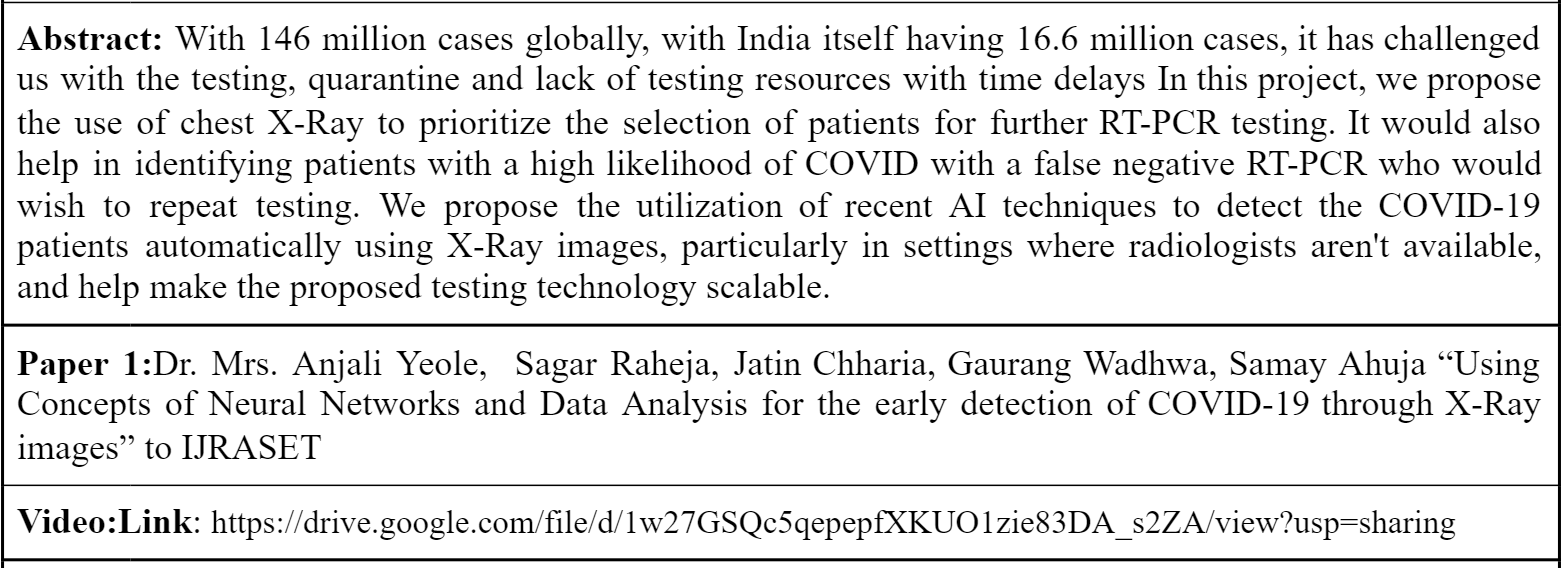 Abstract: With 146 million cases globally, with India itself having 16.6 million cases, it has challenged
us with the testing, quarantine and lack of testing resources with time delays In this project, we propose
the use of chest X-Ray to prioritize the selection of patients for further RT-PCR testing. It would also
help in identifying patients with a high likelihood of COVID with a false negative RT-PCR who would
wish to repeat testing. We propose the utilization of recent AI techniques to detect the COVID-19
patients automatically using X-Ray images, particularly in settings where radiologists aren't available,
and help make the proposed testing technology scalable.
Paper 1:Dr. Mrs. Anjali Yeole, Sagar Raheja, Jatin Chharia, Gaurang Wadhwa, Samay Ahuja “Using
Concepts of Neural Networks and Data Analysis for the early detection of COVID-19 through X-Ray
images” to IJRASET
Video:Link: https://drive.google.com/file/d/1w27GSQc5qepepfXKUO1zie83DA_s2ZA/view?usp=sharing